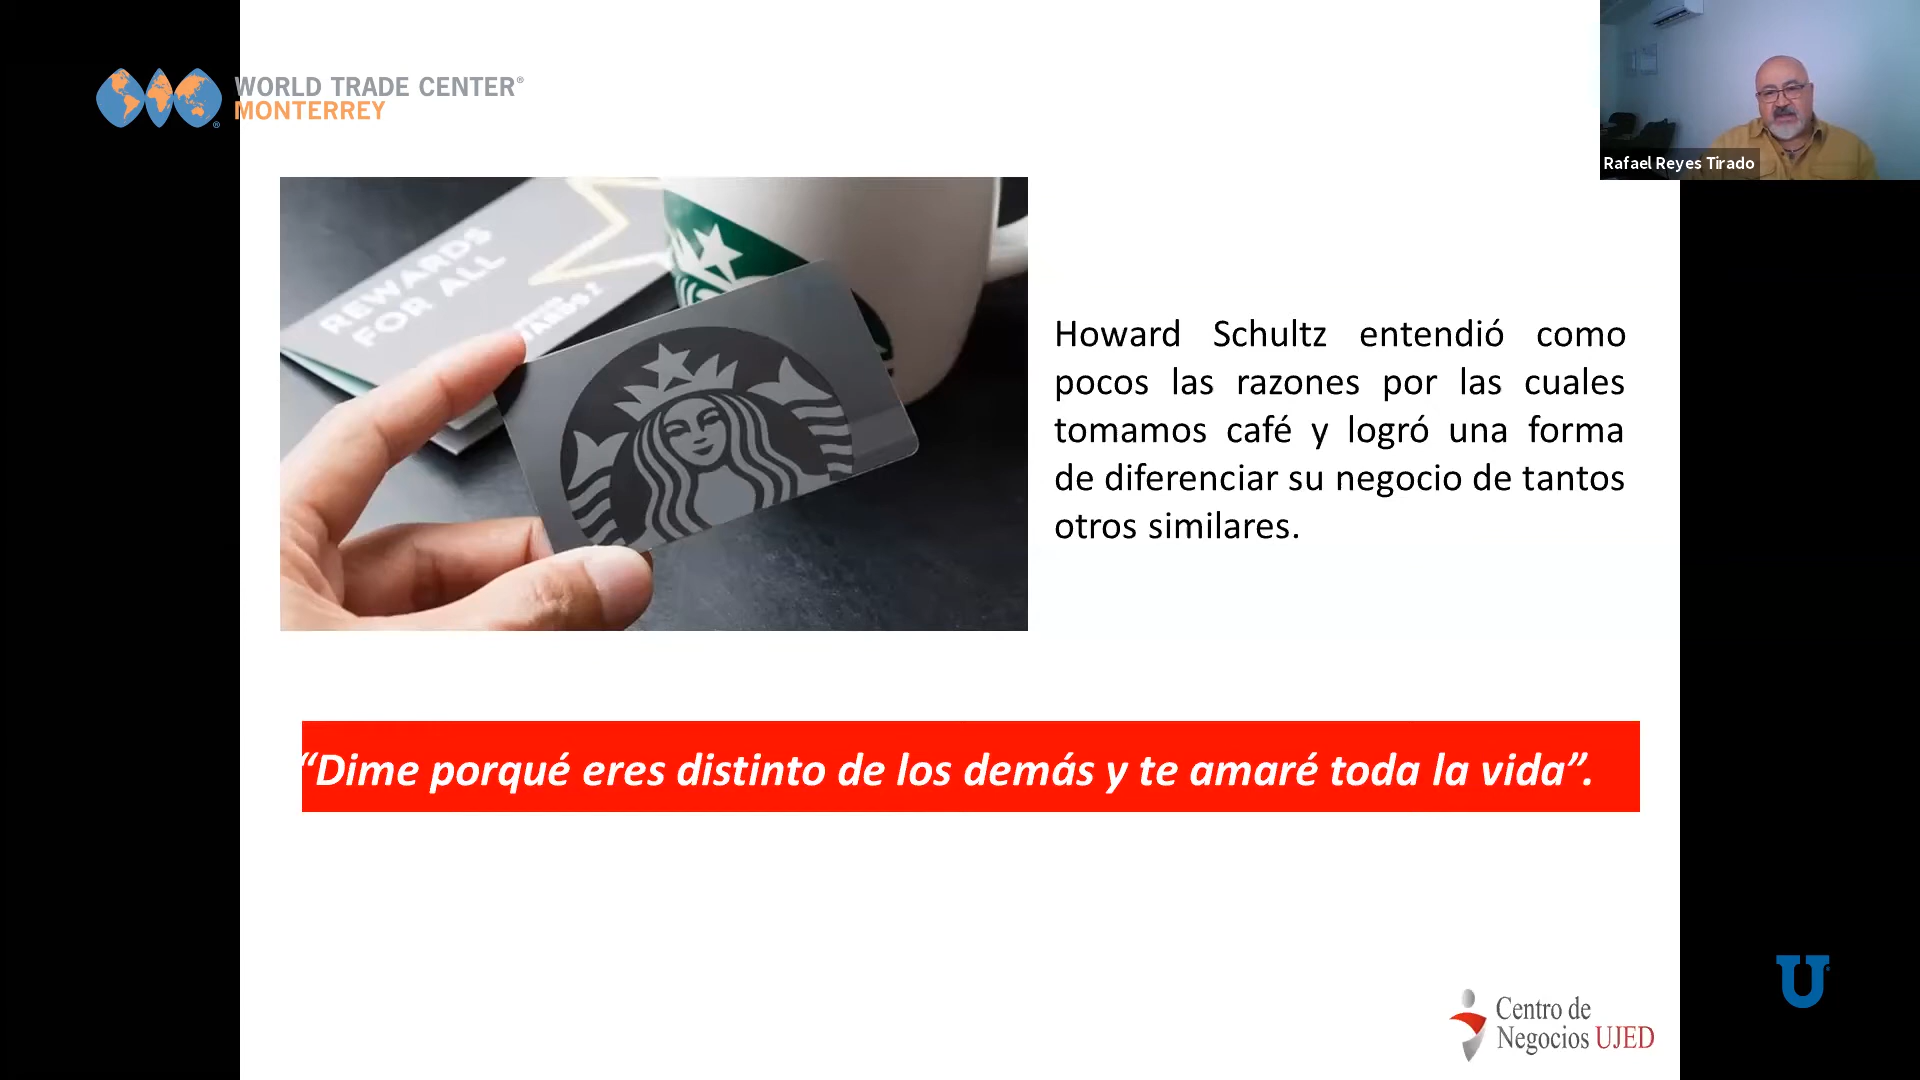 WORLD TRADE CENTER®
MONTERREY
Rafael Reyes Tirado
REWARDS
FOR ALL
Howard Schultz entendió como
pocos las razones por las cuales
tomamos café y logró una forma
de diferenciar su negocio de tantos
otros similares.
“Dime porqué eres distinto de los demás y te amaré toda la vida”.
U
Centro de
Negocios UJED